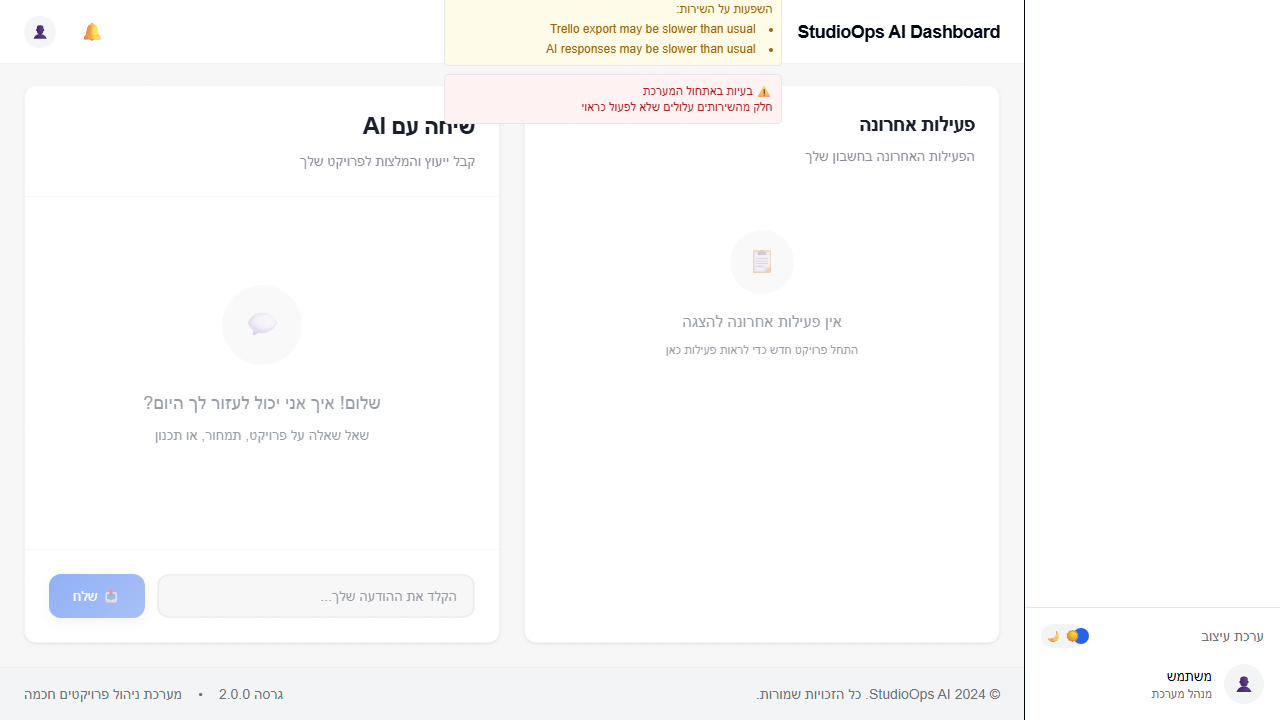 StudioOps AI Dashboard
השפעות על השירות:
Trello export may be slower than usual
AI responses may be slower than usual
⚠️ בעיות באתחול המערכת
חלק מהשירותים עלולים שלא לפעול כראוי
פעילות אחרונה
הפעילות האחרונה בחשבון שלך
אין פעילות אחרונה להצגה
התחל פרויקט חדש כדי לראות פעילות כאן
שיחה עם AI
קבל ייעוץ והמלצות לפרויקט שלך
שלום! איך אני יכול לעזור לך היום?
שאל שאלה על פרויקט, תמחור, או תכנון
הקלד את ההודעה שלך...
שלח
ערכת עיצוב
משתמש
מנהל מערכת
© 2024 StudioOps AI. כל הזכויות שמורות.
גרסה 2.0.0 • מערכת ניהול פרויקטים חכמה